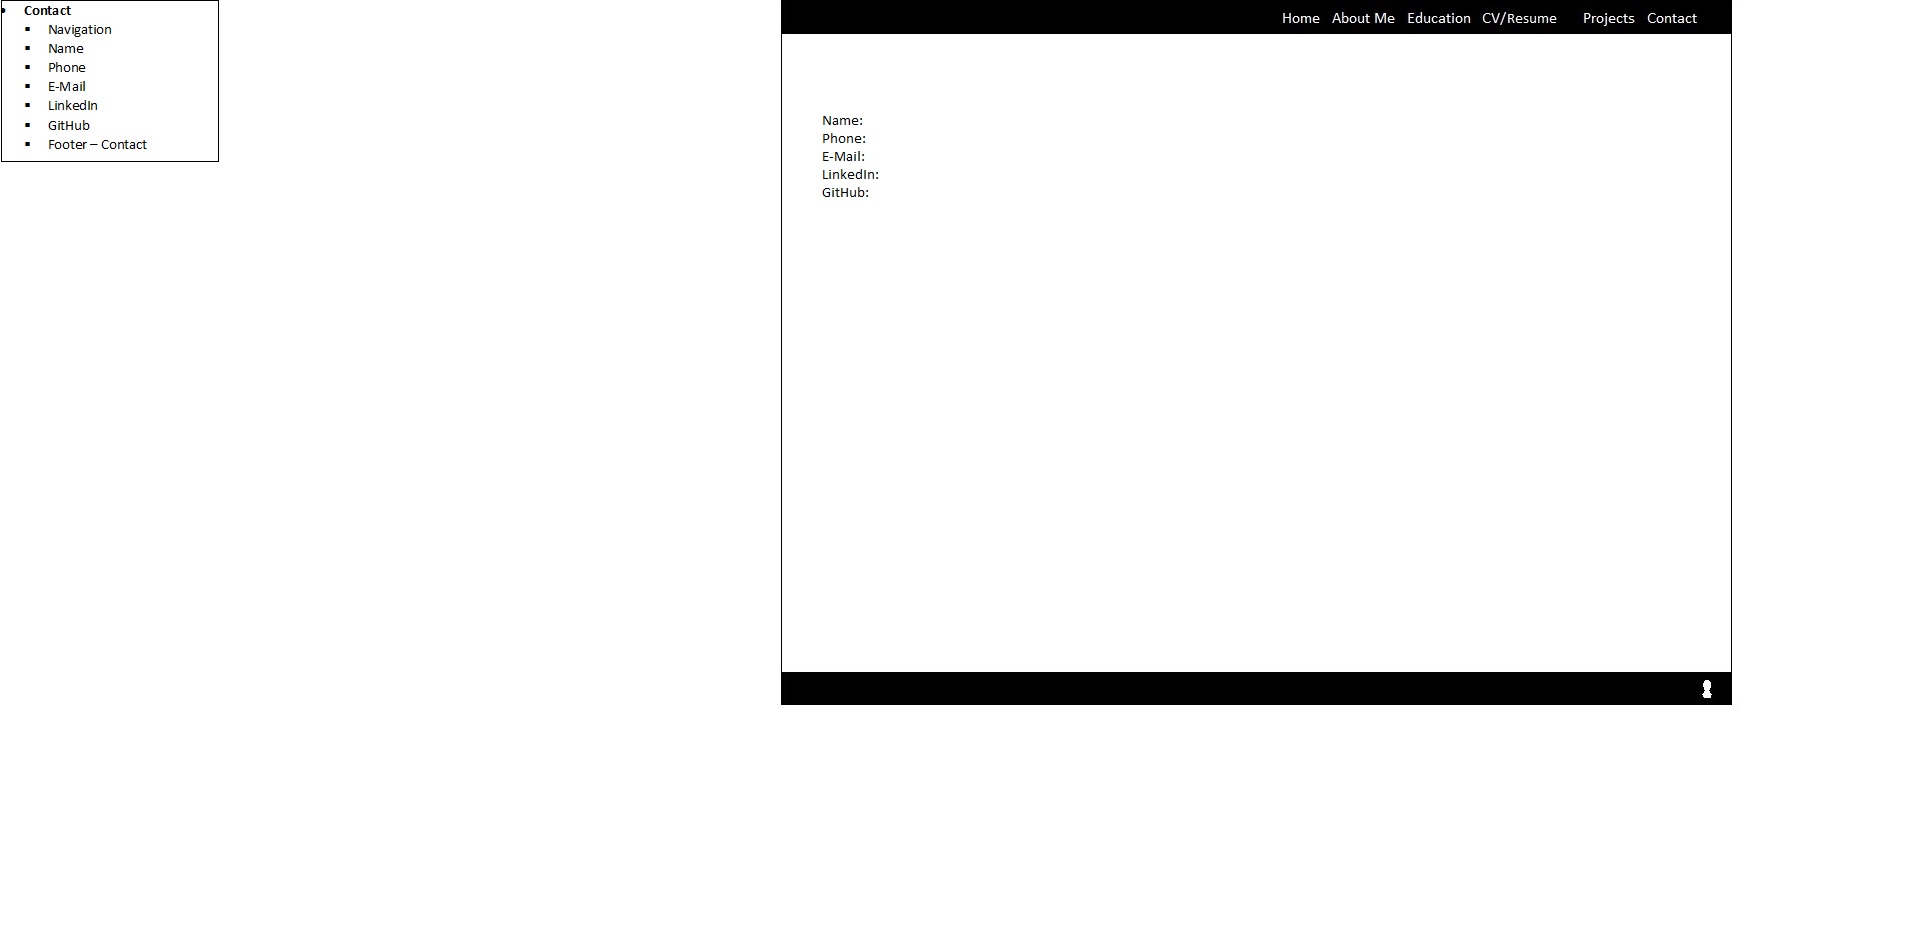 Contact
Navigation
Name
Phone
E-Mail
LinkedIn
GitHub
Footer – Contact
Home About Me Education CV/Resume Projects Contact
Name:
Phone:
E-Mail:
LinkedIn:
GitHub: